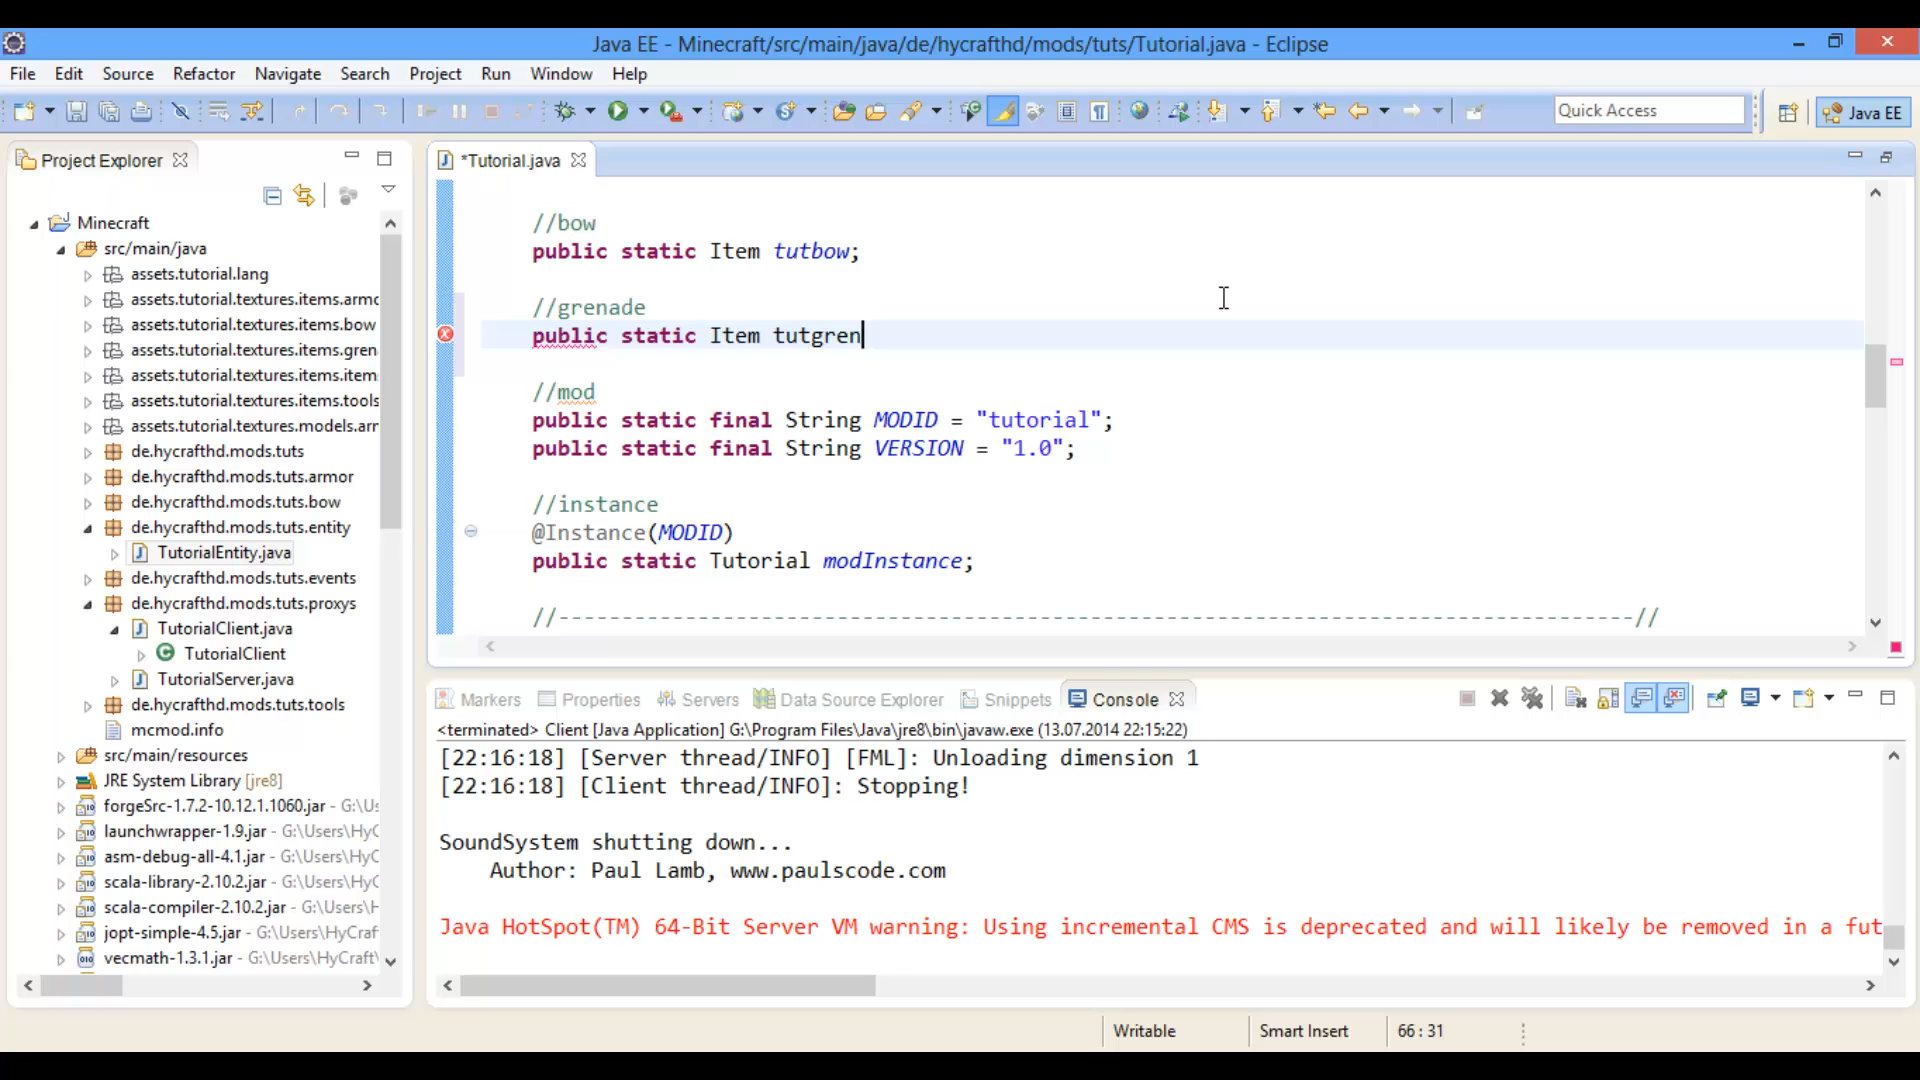 Java EE - Minecraft/src/main/java/de/hycrafthd/mods/tuts/Tutorial.java - Eclipse
File Edit Source Refactor Navigate Search Project Run Window Help
Quick Access
Java EE
Project Explorer
Minecraft
src/main/java
assets.tutorial.lang
assets.tutorial.textures.items.armo
assets.tutorial.textures.items.bow
assets.tutorial.textures.items.gren
assets.tutorial.textures.items.item
assets.tutorial.textures.items.tools
assets.tutorial.textures.models.arr
de.hycrafthd.mods.tuts
de.hycrafthd.mods.tuts.armor
de.hycrafthd.mods.tuts.bow
de.hycrafthd.mods.tuts.entity
TutorialEntity.java
de.hycrafthd.mods.tuts.events
de.hycrafthd.mods.tuts.proxys
TutorialClient.java
TutorialClient
TutorialServer.java
de.hycrafthd.mods.tuts.tools
mcmod.info
src/main/resources
JRE System Library [jre8]
forgeSrc-1.7.2-10.12.1.1060.jar - G:\Us
launchwrapper-1.9.jar - G:\Users\HyC
asm-debug-all-4.1.jar - G:\Users\HyC
scala-library-2.10.2.jar - G:\Users\HyC
scala-compiler-2.10.2.jar - G:\Users\H
jopt-simple-4.5.jar - G:\Users\HyCraf
vecmath-1.3.1.jar - G:\Users\HyCraft\
*Tutorial.java
//bow
public static Item tutbow;
//grenade
public static Item tutgren
//mod
public static final String MODID = "tutorial";
public static final String VERSION = "1.0";
//instance
@Instance(MODID)
public static Tutorial modInstance;
//-------------------------------------------------------------------------------------//
Markers Properties Servers Data Source Explorer Snippets Console
<terminated> Client [Java Application] G:\Program Files\Java\jre8\bin\javaw.exe (13.07.2014 22:15:22)
[22:16:18] [Server thread/INFO] [FML]: Unloading dimension 1
[22:16:18] [Client thread/INFO]: Stopping!
SoundSystem shutting down...
Author: Paul Lamb, www.paulscode.com
Java HotSpot(TM) 64-Bit Server VM warning: Using incremental CMS is deprecated and will likely be removed in a fut
Writable Smart Insert 66 : 31